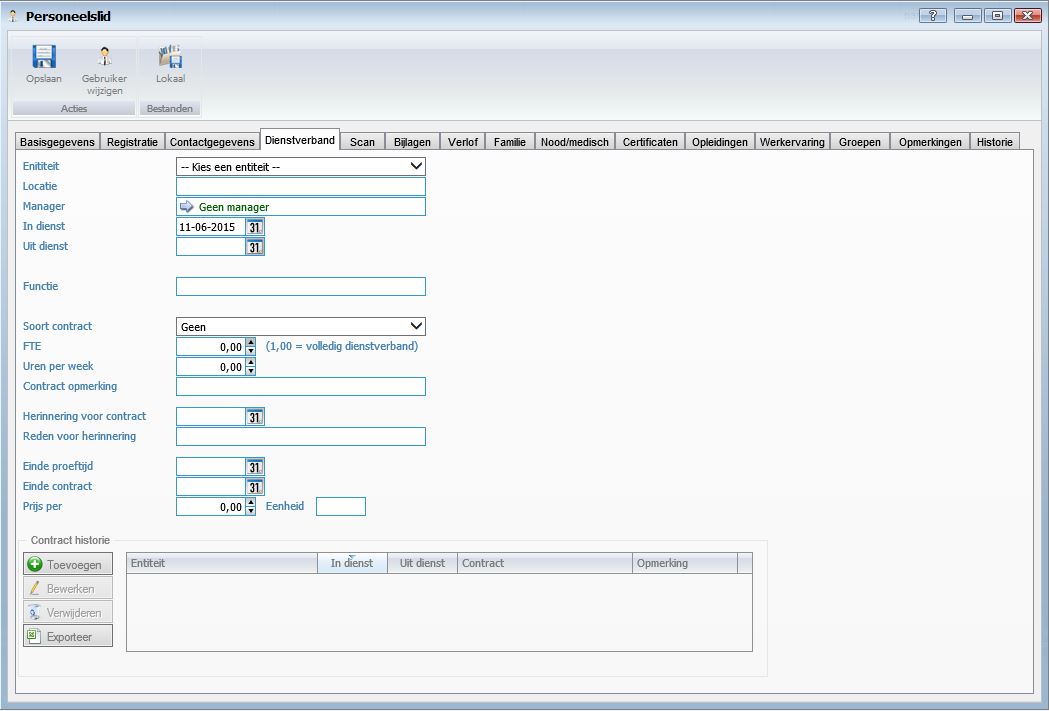 Personeelslid
Opslaan
Gebruiker wijzigen
Lokaal
Acties
Bestanden
Basisgegevens Registratie Contactgegevens Dienstverband Scan Bijlagen Verlof Familie Nood/medisch Certificaten Opleidingen Werkervaring Groepen Opmerkingen Historie
Enititeit -- Kies een entiteit --
Locatie
Manager Geen manager
In dienst 11-06-2015 31
Uit dienst 31
Functie
Soort contract Geen
FTE 0,00 (1,00 = volledig dienstverband)
Uren per week 0,00
Contract opmerking
Herinnering voor contract 31
Reden voor herinnering
Einde proeftijd 31
Einde contract 31
Prijs per 0,00 Eenheid
Contract historie
Toevoegen
Bewerken
Verwijderen
Exporteer
Entiteit In dienst Uit dienst Contract Opmerking